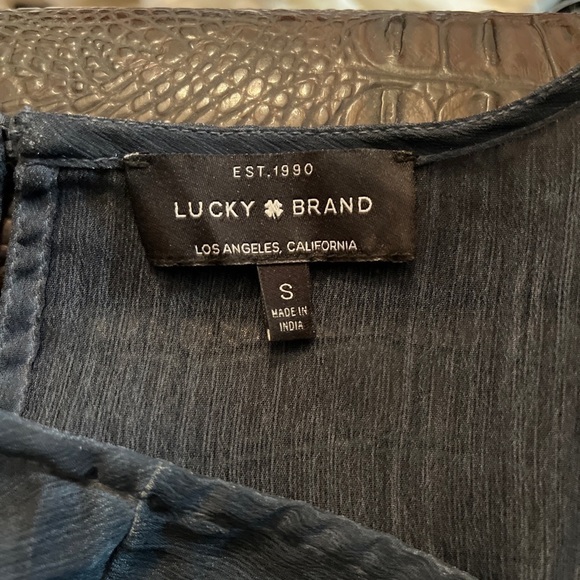 EST.1990
LUCKY BRAND
LOS ANGELES, CALIFORNIA
S
MADE IN
INDIA